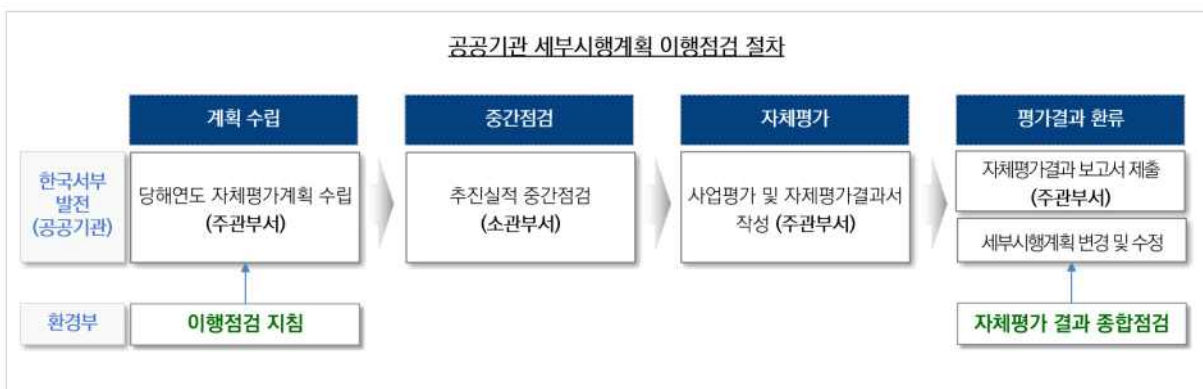 공공기관 세부시행계획 이행점검 절차
계획 수립
중간점검
자체평가
평가결과 환류
한국서부
발전
(공공기관)
당해연도 자체평가계획 수립
(주관부서)
추진실적 중간점검
(소관부서)
사업평가 및 자제평가결과서
작성 (주관부서)
자체평가결과 보고서 제출
(주관부서)
세부시행계획 변경 및 수정
환경부
이행점검 지침
자체평가 결과 종합점검